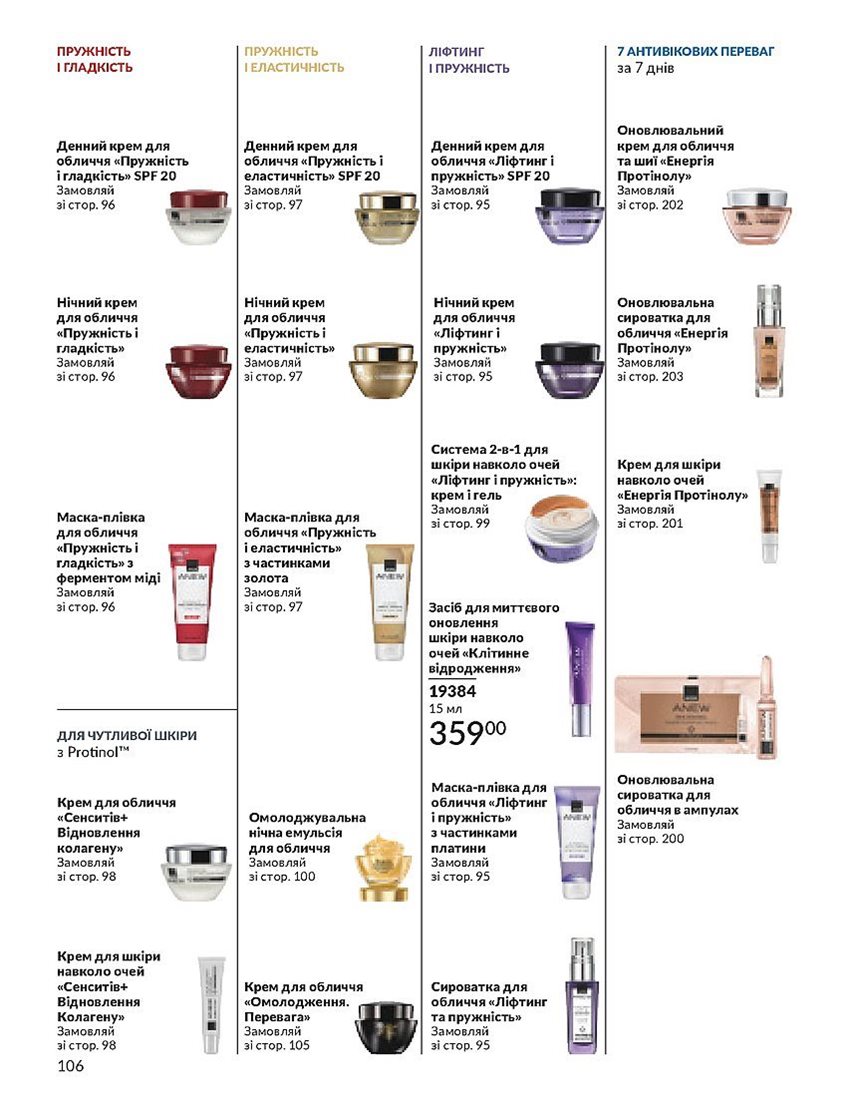 ПРУЖНІСТЬ
І ГЛАДКІСТЬ
Денний крем для
обличчя «Пружність
і гладкість» SPF 20
Замовляй
зі стор. 96
Нічний крем
для обличчя
«Пружність і
гладкість»
Замовляй
зі стор. 96
Маска-плівка
для обличчя
«Пружність і
гладкість» з
ферментом міді
Замовляй
зі стор. 96
ANEW
ДЛЯ ЧУТЛИВОЇ ШКІРИ
з Protinol™
Крем для обличчя
«Сенситів+
Відновлення
колагену»
Замовляй
зі стор. 98
Крем для шкіри
навколо очей
«Сенситів+
Відновлення
Колагену»
Замовляй
зі стор. 98
ПРУЖНІСТЬ
І ЕЛАСТИЧНІСТЬ
Денний крем для
обличчя «Пружність і
еластичність» SPF 20
Замовляй
зі стор. 97
Нічний крем
для обличчя
«Пружність і
еластичність»
Замовляй
зі стор. 97
Маска-плівка для
обличчя «Пружність
і еластичність»
з частинками
золота
Замовляй
зі стор. 97
ANEW
Омолоджувальна
нічна емульсія
для обличчя
Замовляй
зі стор. 100
Крем для обличчя
«Омолодження.
Перевага»
Замовляй
зі стор. 105
ЛІФТИНГ
І ПРУЖНІСТЬ
Денний крем для
обличчя «Ліфтинг і
пружність» SPF 20
Замовляй
зі стор. 95
Нічний крем
для обличчя
«Ліфтинг і
пружність»
Замовляй
зі стор. 95
Система 2-в-1 для
шкіри навколо очей
«Ліфтинг і пружність»:
крем і гель
Замовляй
зі стор. 99
Засіб для миттєвого
оновлення
шкіри навколо
очей «Клітинне
відродження»
19384
15 мл
359⁰⁰
ANEW
Маска-плівка для
обличчя «Ліфтинг
і пружність»
з частинками
платини
Замовляй
зі стор. 95
ANEW
Сироватка для
обличчя «Ліфтинг
та пружність»
Замовляй
зі стор. 95
7 АНТИВІКОВИХ ПЕРЕВАГ
за 7 днів
Оновлювальний
крем для обличчя
та шиї «Енергія
Протінолу»
Замовляй
зі стор. 202
Оновлювальна
сироватка для
обличчя «Енергія
Протінолу»
Замовляй
зі стор. 203
Крем для шкіри
навколо очей
«Енергія Протінолу»
Замовляй
зі стор. 201
ANEW
Оновлювальна
сироватка для
обличчя в ампулах
Замовляй
зі стор. 200
106